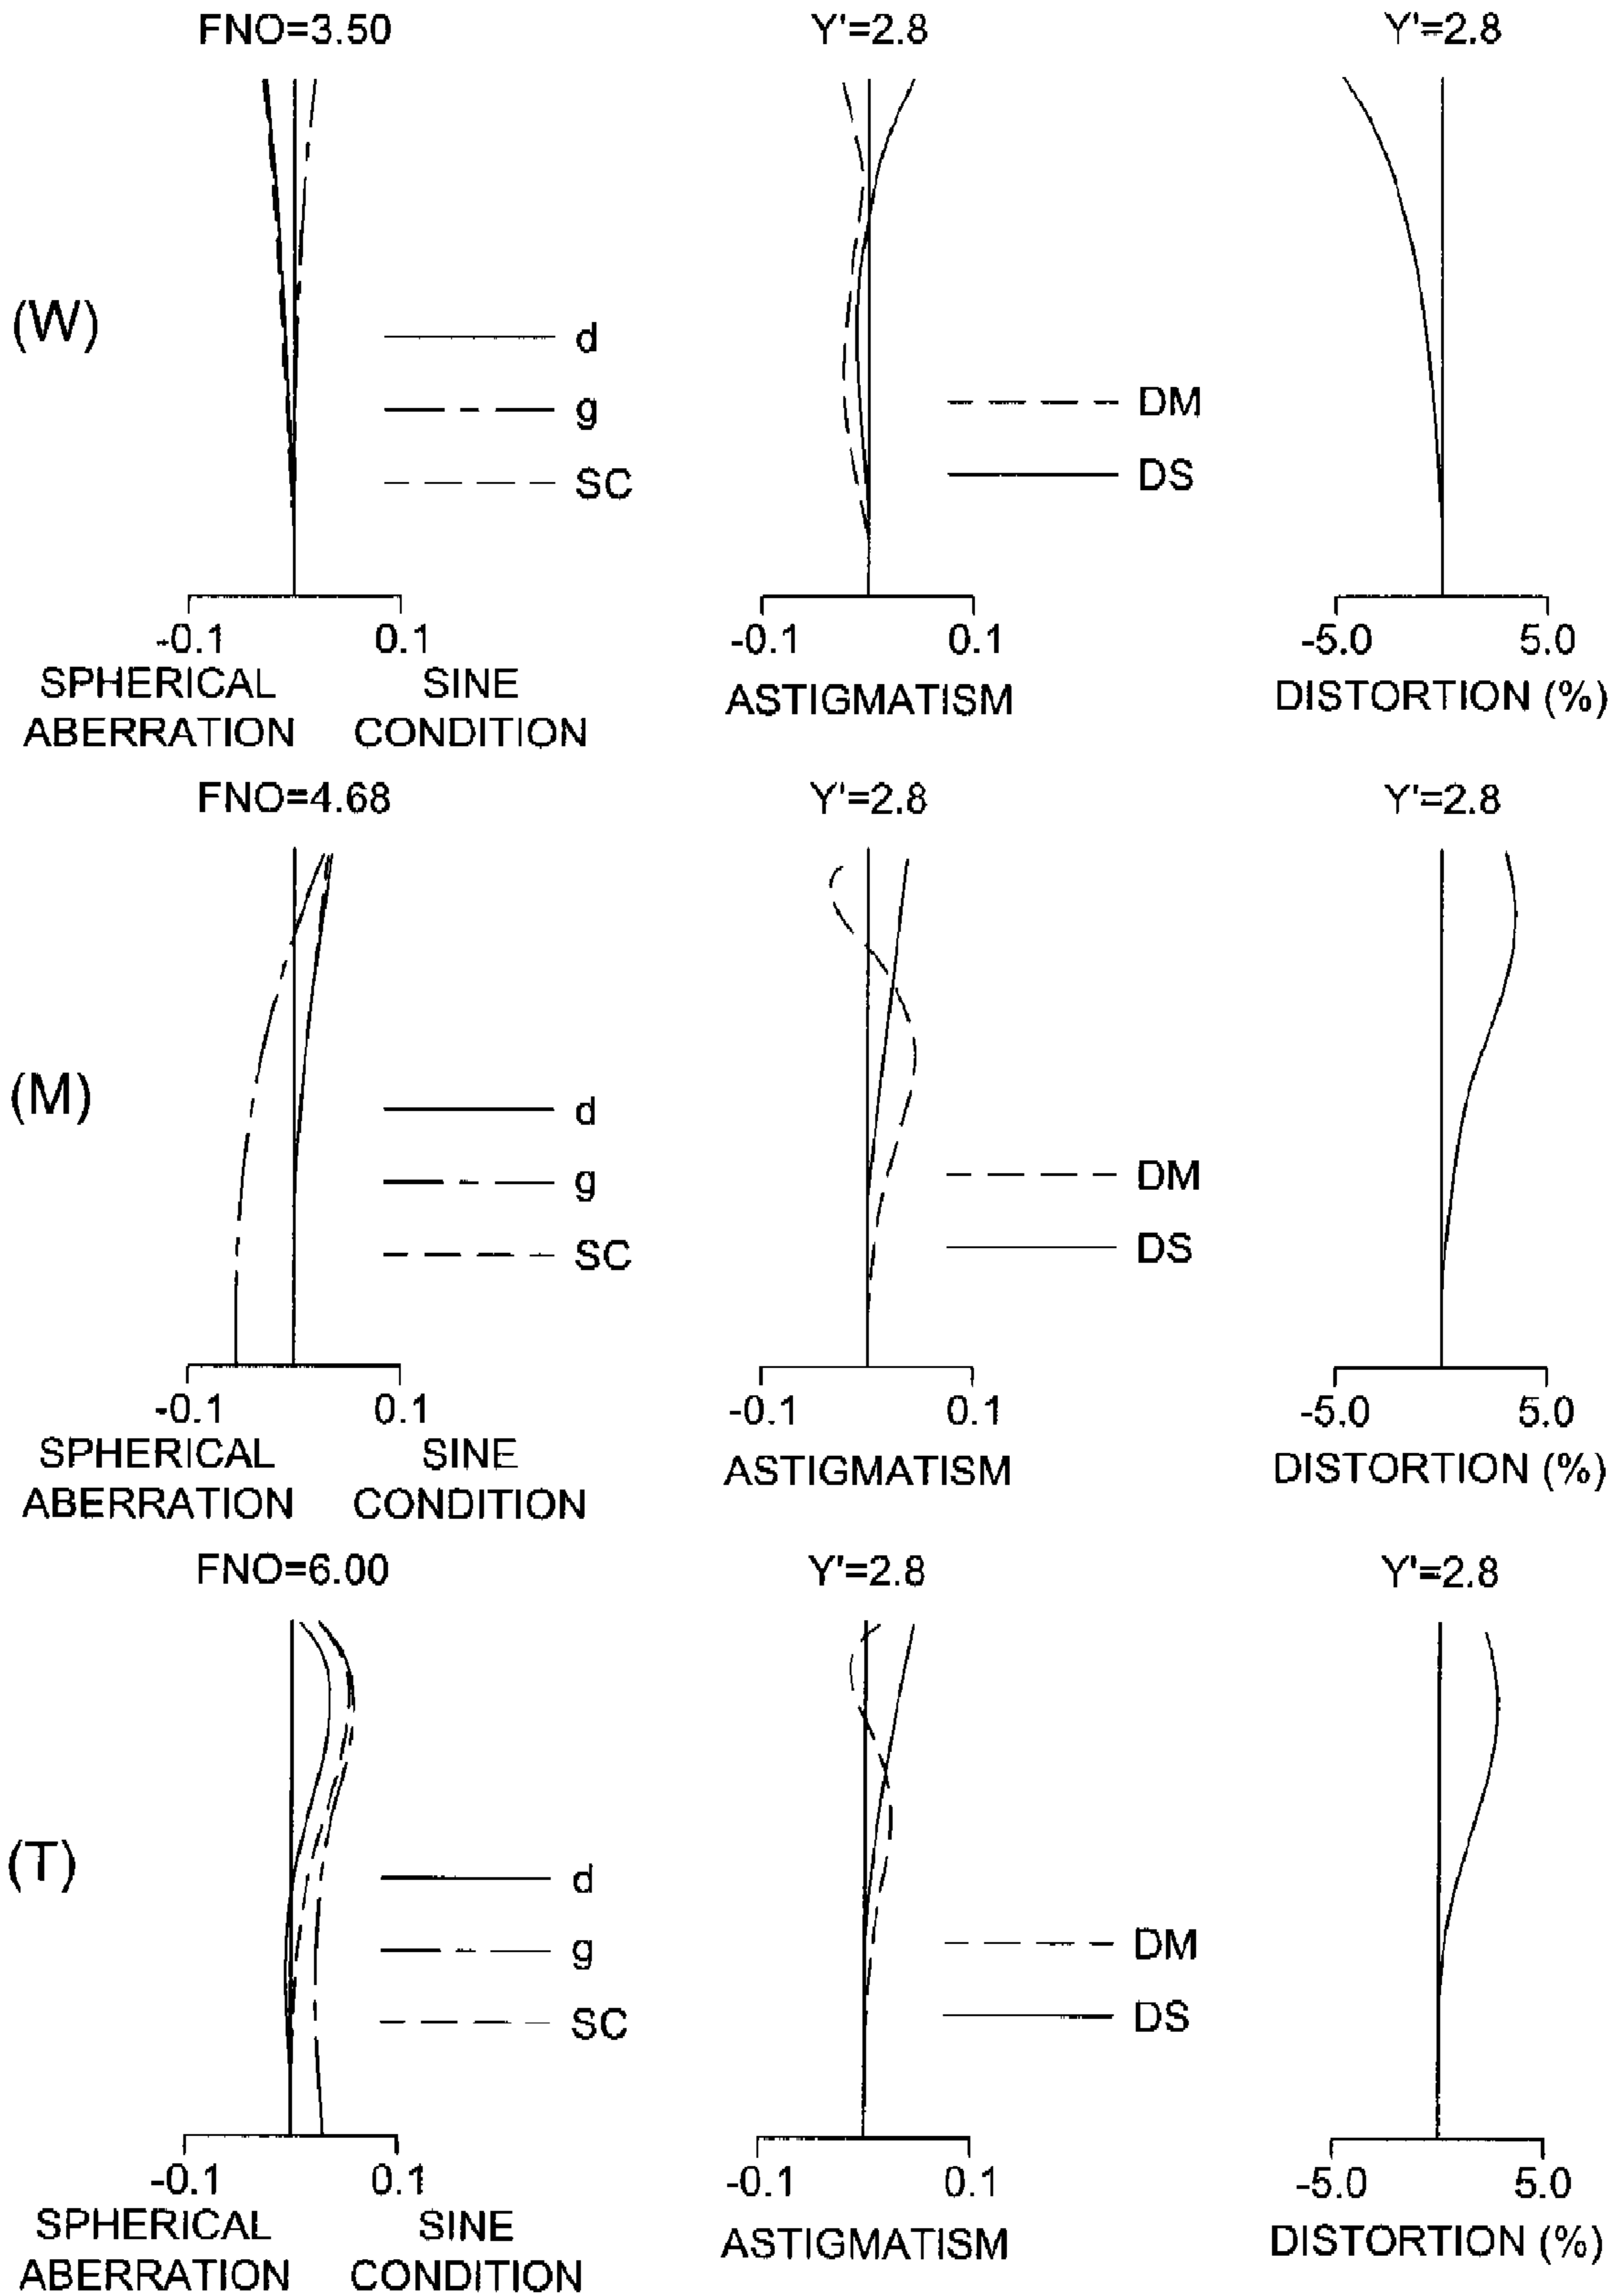 FNO=3.50
Y'=2.8
Y'=2.8
(W)
d
g
SC
DM
DS
-0.1
0.1
-0.1
0.1
-5.0
5.0
SPHERICAL
ABERRATION
SINE
CONDITION
ASTIGMATISM
DISTORTION (%)
FNO=4.68
Y'=2.8
Y'=2.8
(M)
d
g
SC
DM
DS
-0.1
0.1
-0.1
0.1
-5.0
5.0
SPHERICAL
ABERRATION
SINE
CONDITION
ASTIGMATISM
DISTORTION (%)
FNO=6.00
Y'=2.8
Y'=2.8
(T)
d
g
SC
DM
DS
-0.1
0.1
-0.1
0.1
-5.0
5.0
SPHERICAL
ABERRATION
SINE
CONDITION
ASTIGMATISM
DISTORTION (%)